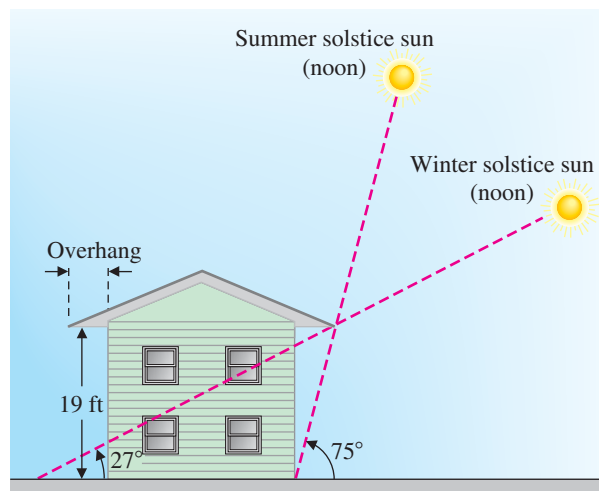 Summer solstice sun
(noon)
Winter solstice sun
(noon)
Overhang
19 ft
27°
75°